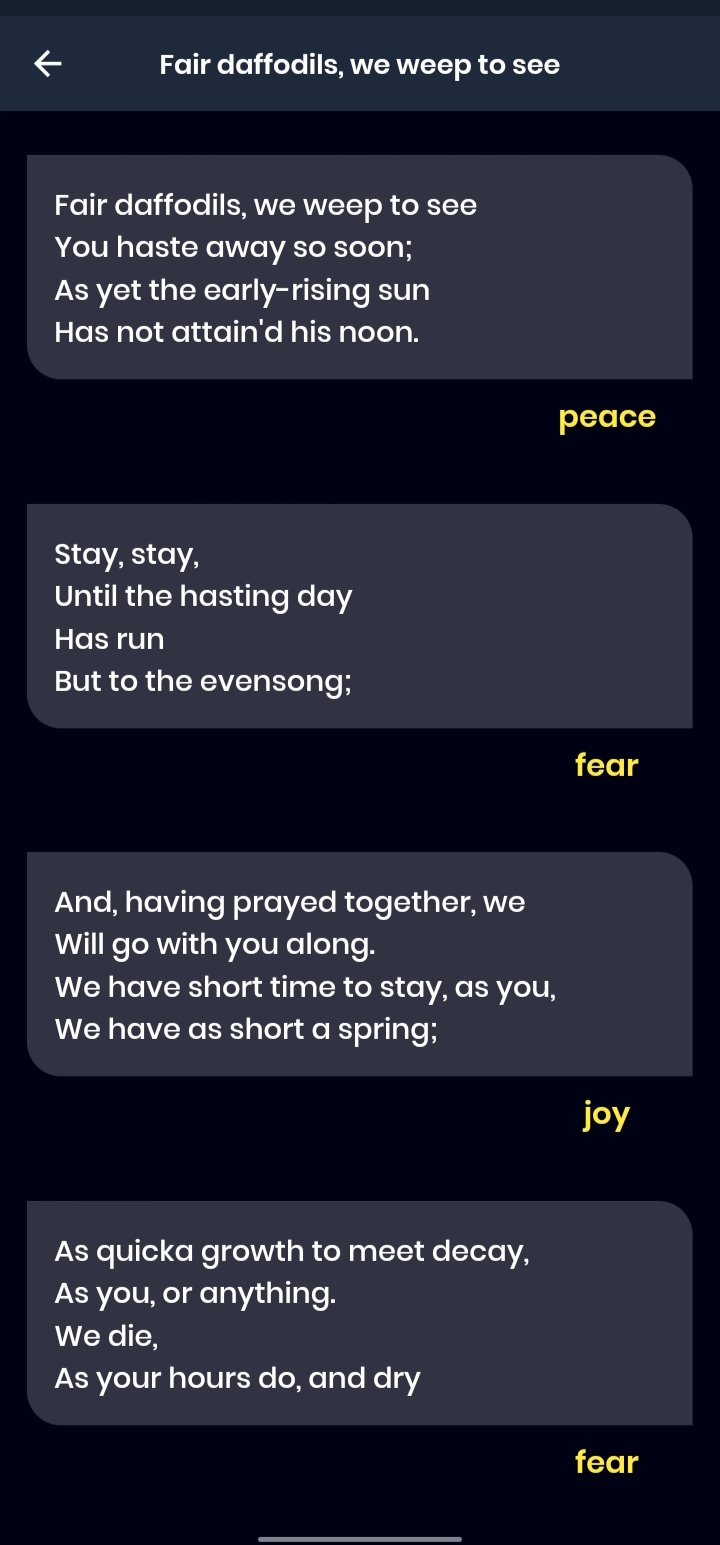 Fair daffodils, we weep to see
Fair daffodils, we weep to see
You haste away so soon;
As yet the early-rising sun
Has not attain'd his noon.
peace
Stay, stay,
Until the hasting day
Has run
But to the evensong;
fear
And, having prayed together, we
Will go with you along.
We have short time to stay, as you,
We have as short a spring;
joy
As quicka growth to meet decay,
As you, or anything.
We die,
As your hours do, and dry
fear